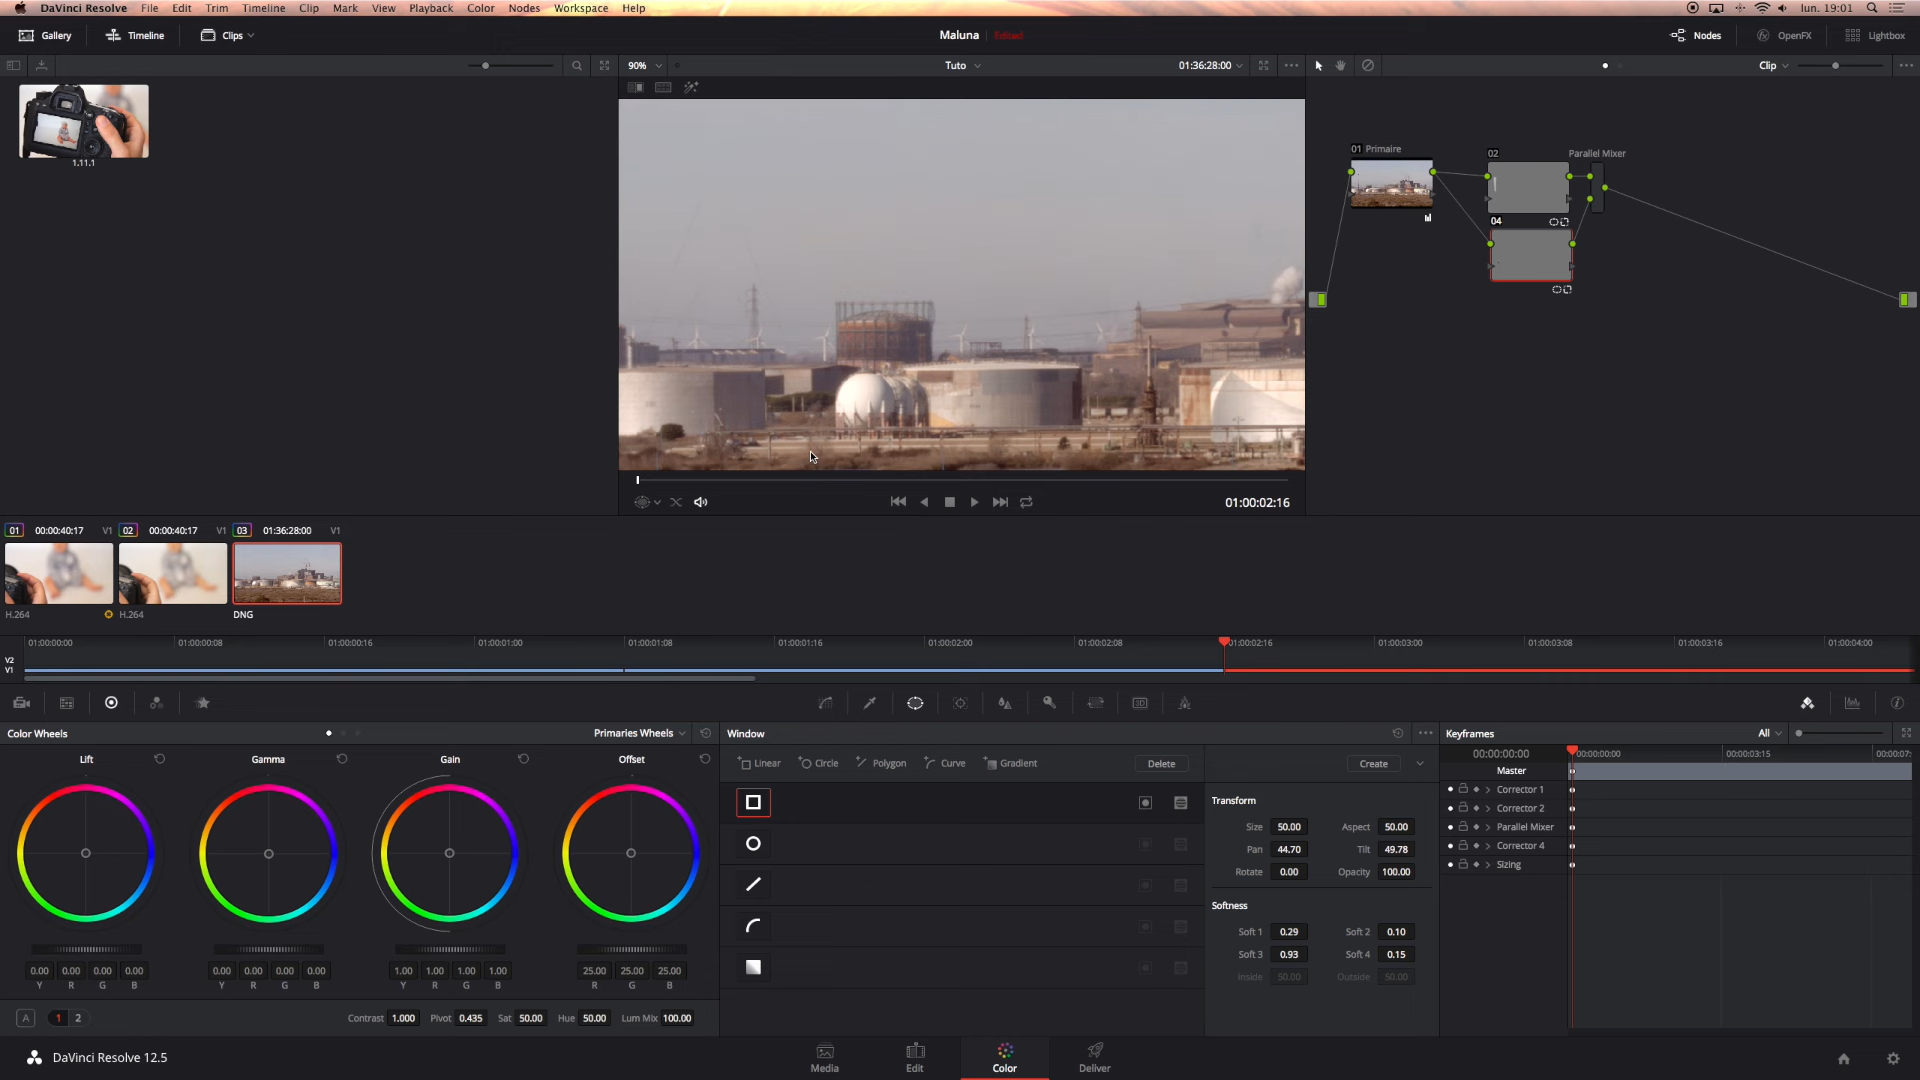 DaVinci Resolve File Edit Trim Timeline Clip Mark View Playback Color Nodes Workspace Help lun. 19:01
Gallery Timeline Clips Maluna Edited Nodes OpenFX Lightbox
90% Tuto 01:36:28:00 Clip
1.11.1
01 Primaire 02 Parallel Mixer
04
01:00:02:16
01 00:00:40:17 V1 02 00:00:40:17 V1 03 01:36:28:00 V1
H.264 H.264 DNG
01:00:00:00 01:00:00:08 01:00:00:16 01:00:01:00 01:00:01:08 01:00:01:16 01:00:02:00 01:00:02:08 01:00:02:16 01:00:03:00 01:00:03:08 01:00:03:16 01:00:04:00
V2
V1
3D
Color Wheels Primaries Wheels Window Keyframes All
Lift Gamma Gain Offset
Linear Circle Polygon Curve Gradient Delete Create
00:00:00:00 00:00:00:00 00:00:03:15 00:00:07:
Master
Corrector 1
Corrector 2
Parallel Mixer
Corrector 4
Sizing
Transform
Size 50.00 Aspect 50.00
Pan 44.70 Tilt 49.78
Rotate 0.00 Opacity 100.00
Softness
Soft 1 0.29 Soft 2 0.10
Soft 3 0.93 Soft 4 0.15
Inside 50.00 Outside 50.00
0.00 0.00 0.00 0.00 0.00 0.00 0.00 0.00 1.00 1.00 1.00 1.00 25.00 25.00 25.00
Y R G B Y R G B Y R G B R G B
A 1 2 Contrast 1.000 Pivot 0.435 Sat 50.00 Hue 50.00 Lum Mix 100.00
DaVinci Resolve 12.5 Media Edit Color Deliver